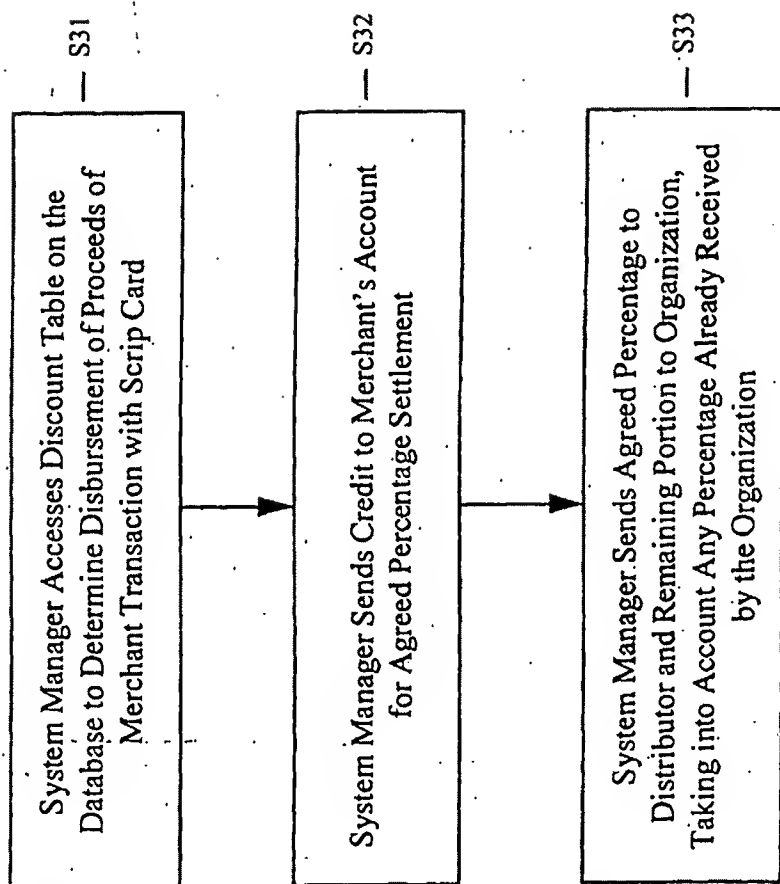 System Manager Accesses Discount Table on the
Database to Determine Disbursement of Proceeds of
Merchant Transaction with Scrip Card
S31
System Manager Sends Credit to Merchant's Account
for Agreed Percentage Settlement
S32
System Manager Sends Agreed Percentage to
Distributor and Remaining Portion to Organization,
Taking into Account Any Percentage Already Received
by the Organization
S33